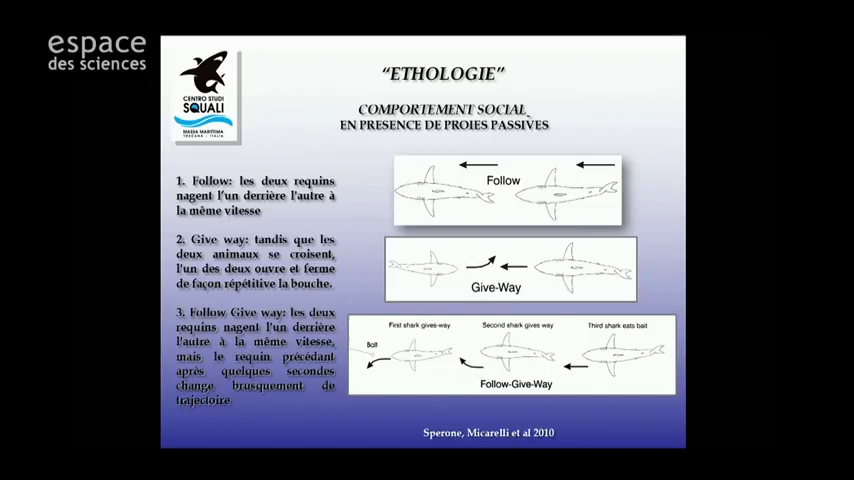 espace
des sciences
CENTRO STUDI
SQUALI
MASSA MARITTIMA
TOSCANA - ITALIA
“ETHOLOGIE”
COMPORTEMENT SOCIAL
EN PRESENCE DE PROIES PASSIVES
1. Follow: les deux requins
nagent l'un derrière l'autre à
la même vitesse
2. Give way: tandis que les
deux animaux se croisent,
l'un des deux ouvre et ferme
de façon répétitive la bouche.
3. Follow Give way: les deux
requins nagent l'un derrière
l'autre à la même vitesse,
mais le requin précédant
après quelques secondes
change brusquement de
trajectoire
Follow
Give-Way
First shark gives-way
Second shark gives way
Third shark eats bait
Bait
Follow-Give-Way
Sperone, Micarelli et al 2010